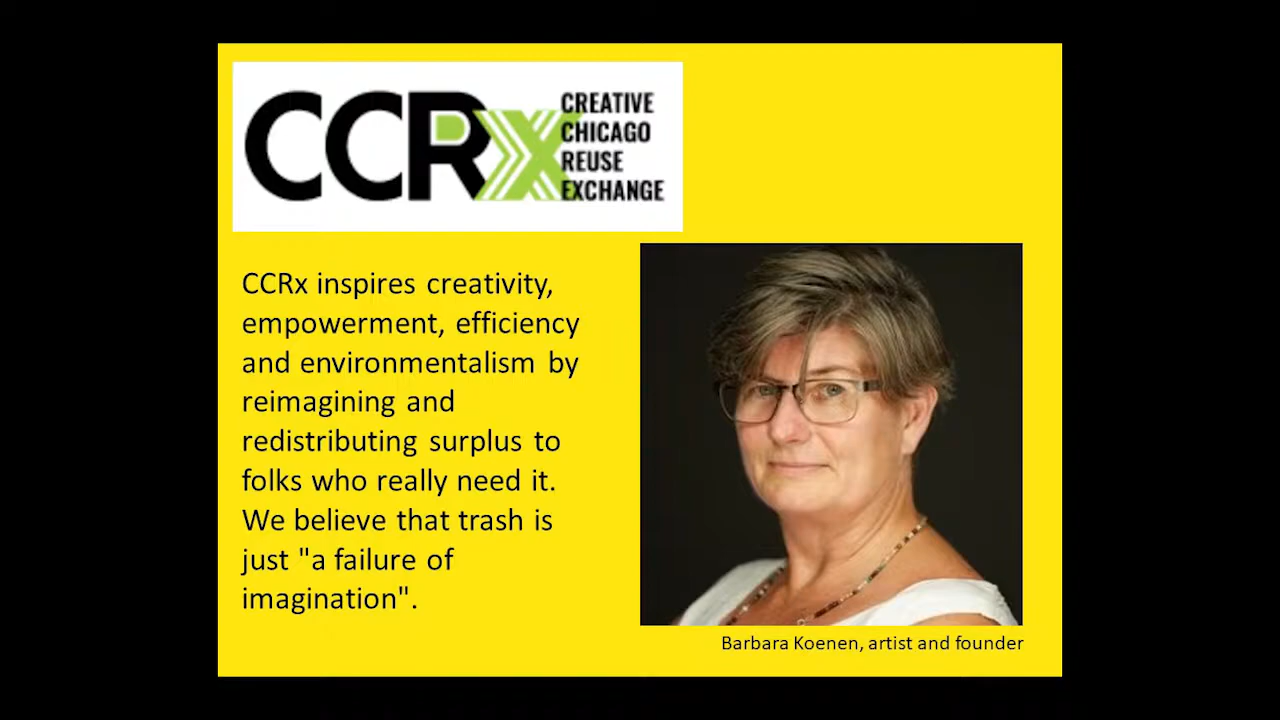 CCRx
CREATIVE
CHICAGO
REUSE
EXCHANGE
CCRx inspires creativity,
empowerment, efficiency
and environmentalism by
reimagining and
redistributing surplus to
folks who really need it.
We believe that trash is
just "a failure of
imagination".
Barbara Koenen, artist and founder